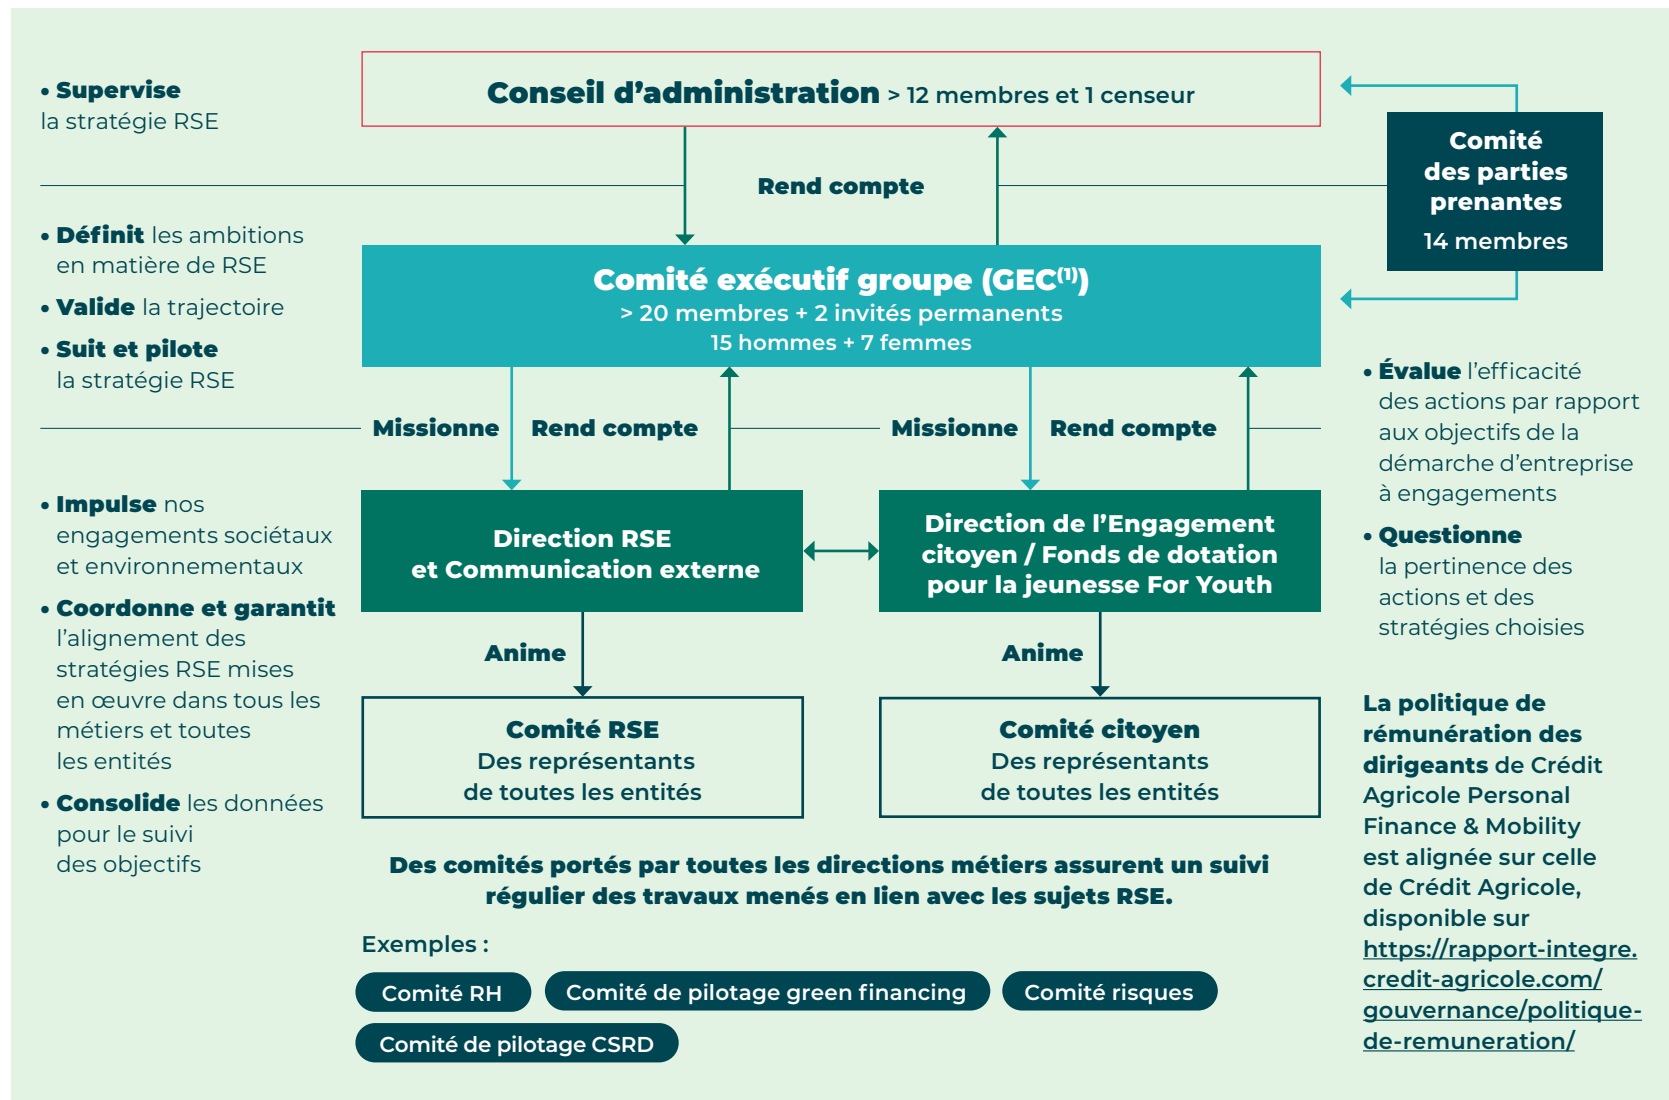 • Supervise
la stratégie RSE
Conseil d'administration > 12 membres et 1 censeur
Comité
des parties
prenantes
14 membres
Rend compte
• Définit les ambitions
en matière de RSE
• Valide la trajectoire
• Suit et pilote
la stratégie RSE
Comité exécutif groupe (GEC(1))
> 20 membres + 2 invités permanents
15 hommes + 7 femmes
Missionne
Rend compte
Missionne
Rend compte
• Évalue l'efficacité
des actions par rapport
aux objectifs de la
démarche d'entreprise
à engagements
• Questionne
la pertinence des
actions et des
stratégies choisies
• Impulse nos
engagements sociétaux
et environnementaux
• Coordonne et garantit
l'alignement des
stratégies RSE mises
en œuvre dans tous les
métiers et toutes
les entités
• Consolide les données
pour le suivi
des objectifs
Direction RSE
et Communication externe
Direction de l'Engagement
citoyen / Fonds de dotation
pour la jeunesse For Youth
Anime
Anime
Comité RSE
Des représentants
de toutes les entités
Comité citoyen
Des représentants
de toutes les entités
La politique de
rémunération des
dirigeants de Crédit
Agricole Personal
Finance & Mobility
est alignée sur celle
de Crédit Agricole,
disponible sur
https://rapport-integre.
credit-agricole.com/
gouvernance/politique-
de-remuneration/
Des comités portés par toutes les directions métiers assurent un suivi
régulier des travaux menés en lien avec les sujets RSE.
Exemples :
Comité RH
Comité de pilotage green financing
Comité risques
Comité de pilotage CSRD